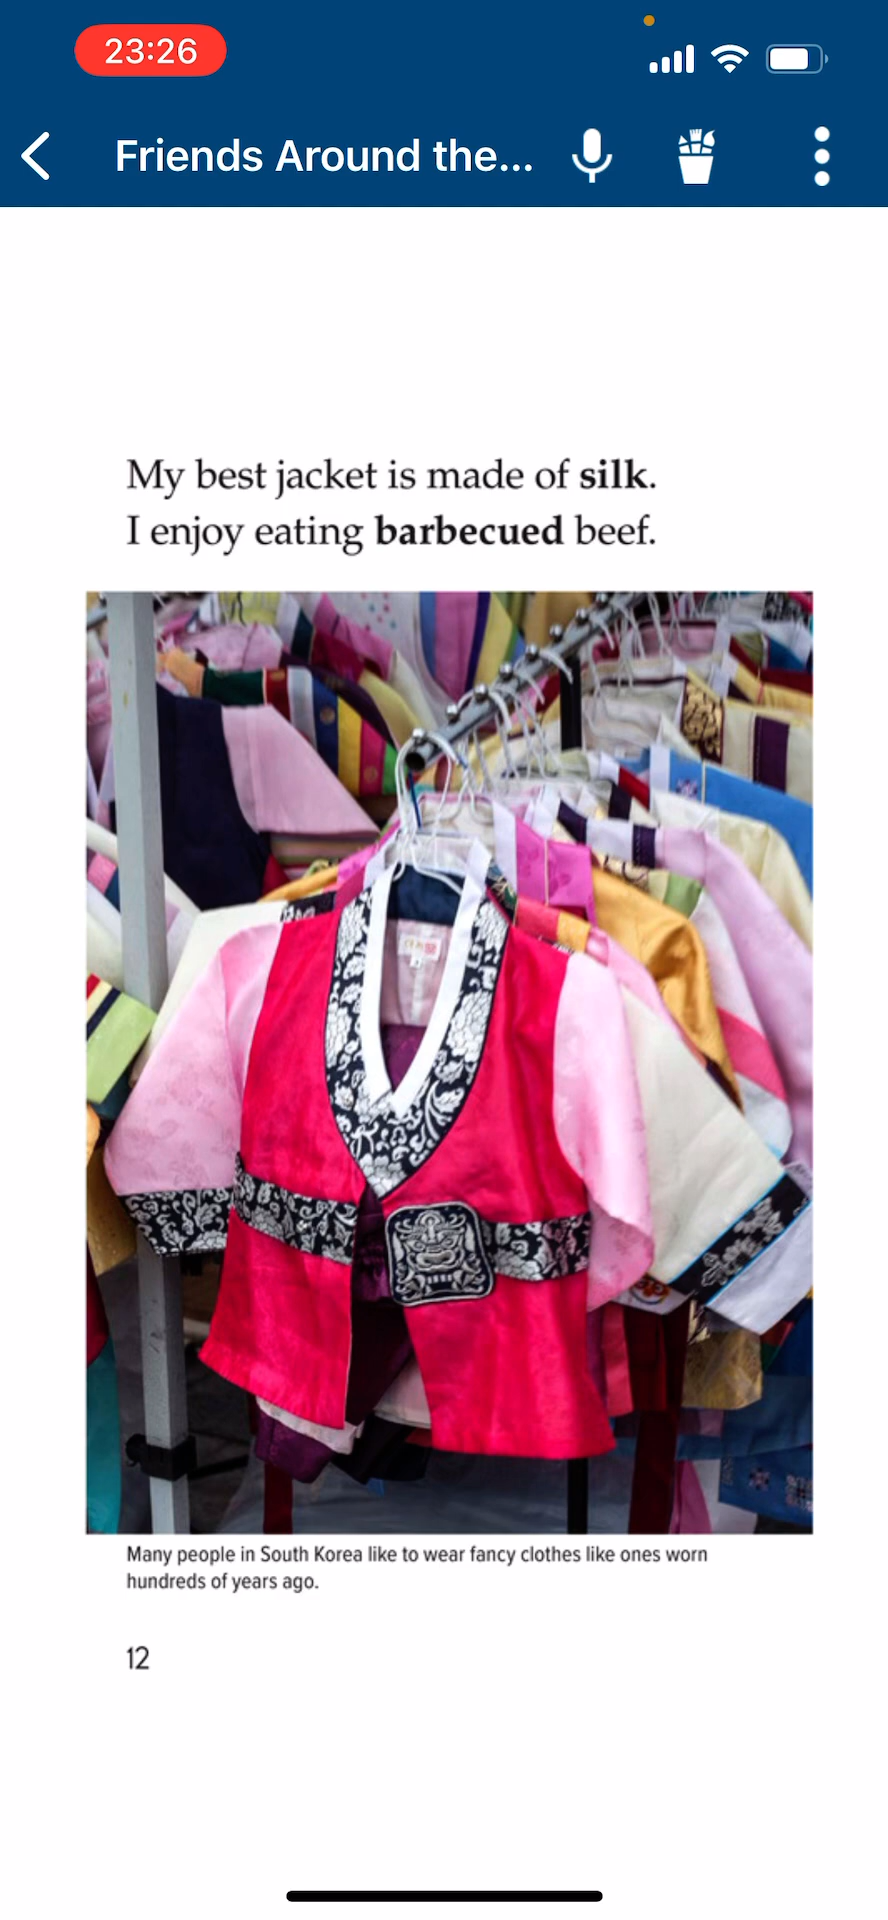 23:26
Friends Around the...
My best jacket is made of silk.
I enjoy eating barbecued beef.
Many people in South Korea like to wear fancy clothes like ones worn
hundreds of years ago.
12